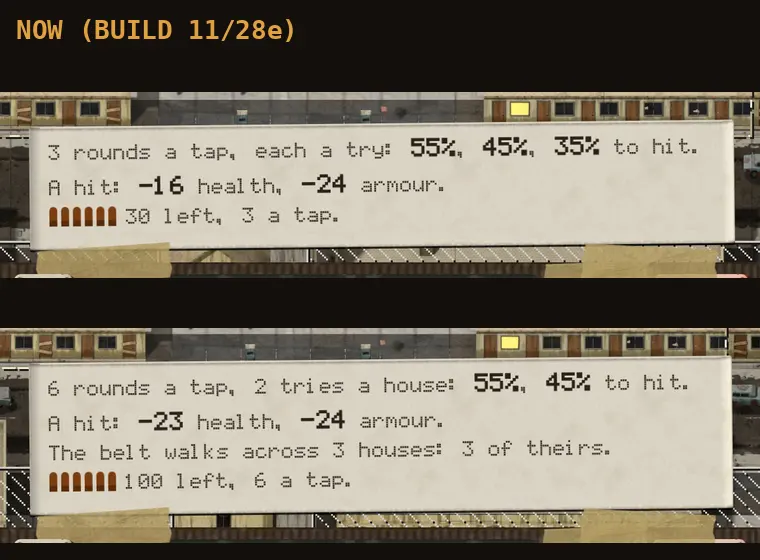 NOW (BUILD 11/28e)
3 rounds a tap, each a try: 55%, 45%, 35% to hit.
A hit: -16 health, -24 armour.
30 left, 3 a tap.
6 rounds a tap, 2 tries a house: 55%, 45% to hit.
A hit: -23 health, -24 armour.
The belt walks across 3 houses: 3 of theirs.
100 left, 6 a tap.